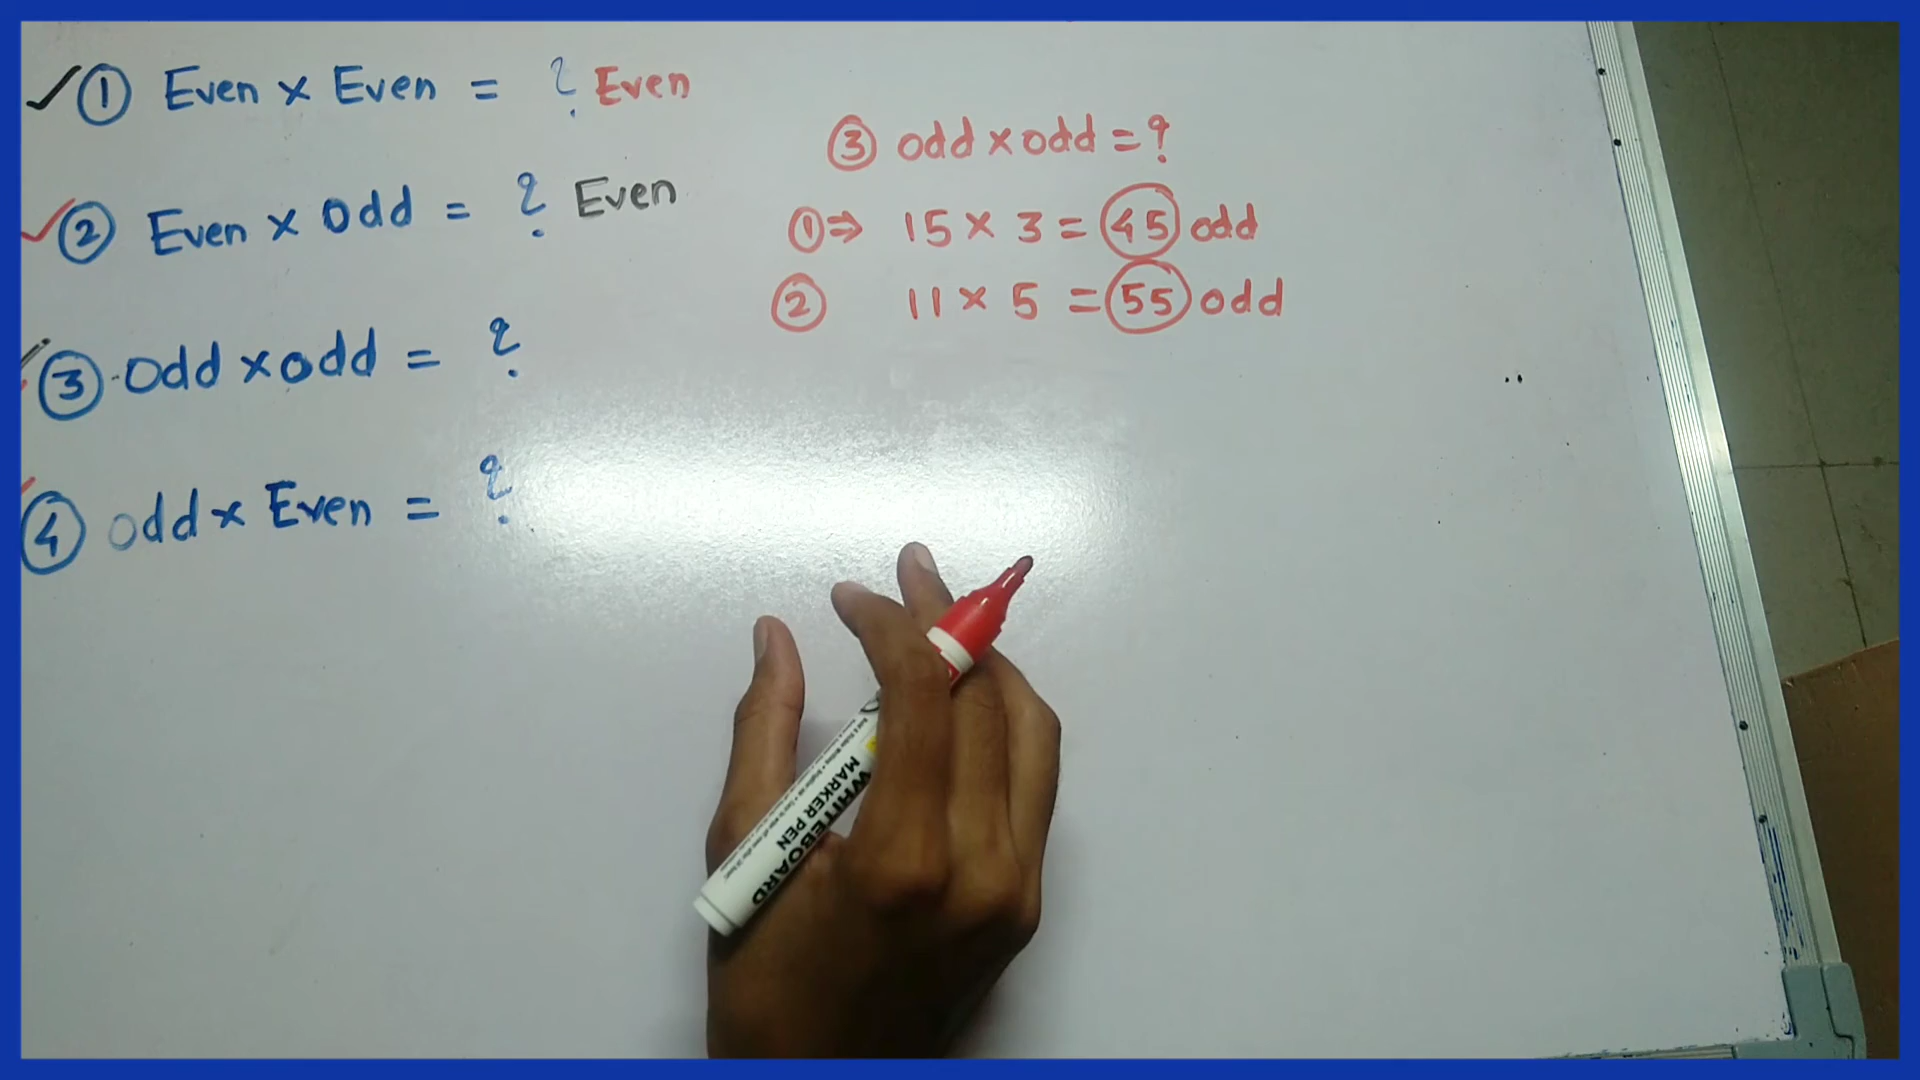 ① Even × Even = ? Even
② Even × odd = ? Even
③ odd × odd = ?
④ odd × Even = ?
③ odd × odd = ?
① ⇒ 15 × 3 = 45 odd
② 11 × 5 = 55 odd
WHITEBOARD
MARKER PEN